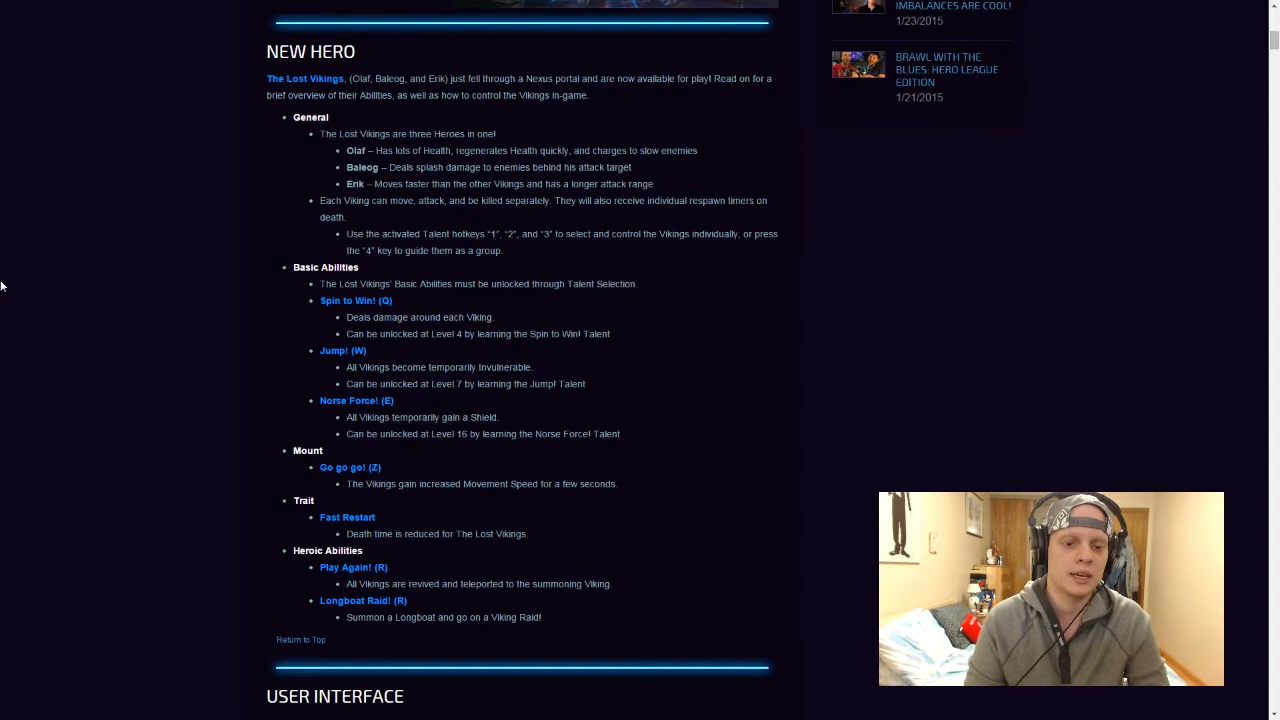 IMBALANCES ARE COOL!
1/23/2015
BRAWL WITH THE
BLUES: HERO LEAGUE
EDITION
1/21/2015
NEW HERO
The Lost Vikings, (Olaf, Baleog, and Erik) just fell through a Nexus portal and are now available for play! Read on for a
brief overview of their Abilities, as well as how to control the Vikings in-game.
General
The Lost Vikings are three Heroes in one!
Olaf – Has lots of Health, regenerates Health quickly, and charges to slow enemies
Baleog – Deals splash damage to enemies behind his attack target
Erik – Moves faster than the other Vikings and has a longer attack range
Each Viking can move, attack, and be killed separately. They will also receive individual respawn timers on
death.
Use the activated Talent hotkeys “1”, “2”, and “3” to select and control the Vikings individually, or press
the “4” key to guide them as a group.
Basic Abilities
The Lost Vikings’ Basic Abilities must be unlocked through Talent Selection.
Spin to Win! (Q)
Deals damage around each Viking.
Can be unlocked at Level 4 by learning the Spin to Win! Talent
Jump! (W)
All Vikings become temporarily Invulnerable.
Can be unlocked at Level 7 by learning the Jump! Talent
Norse Force! (E)
All Vikings temporarily gain a Shield.
Can be unlocked at Level 16 by learning the Norse Force! Talent
Mount
Go go go! (Z)
The Vikings gain increased Movement Speed for a few seconds.
Trait
Fast Restart
Death time is reduced for The Lost Vikings.
Heroic Abilities
Play Again! (R)
All Vikings are revived and teleported to the summoning Viking.
Longboat Raid! (R)
Summon a Longboat and go on a Viking Raid!
Return to Top
USER INTERFACE